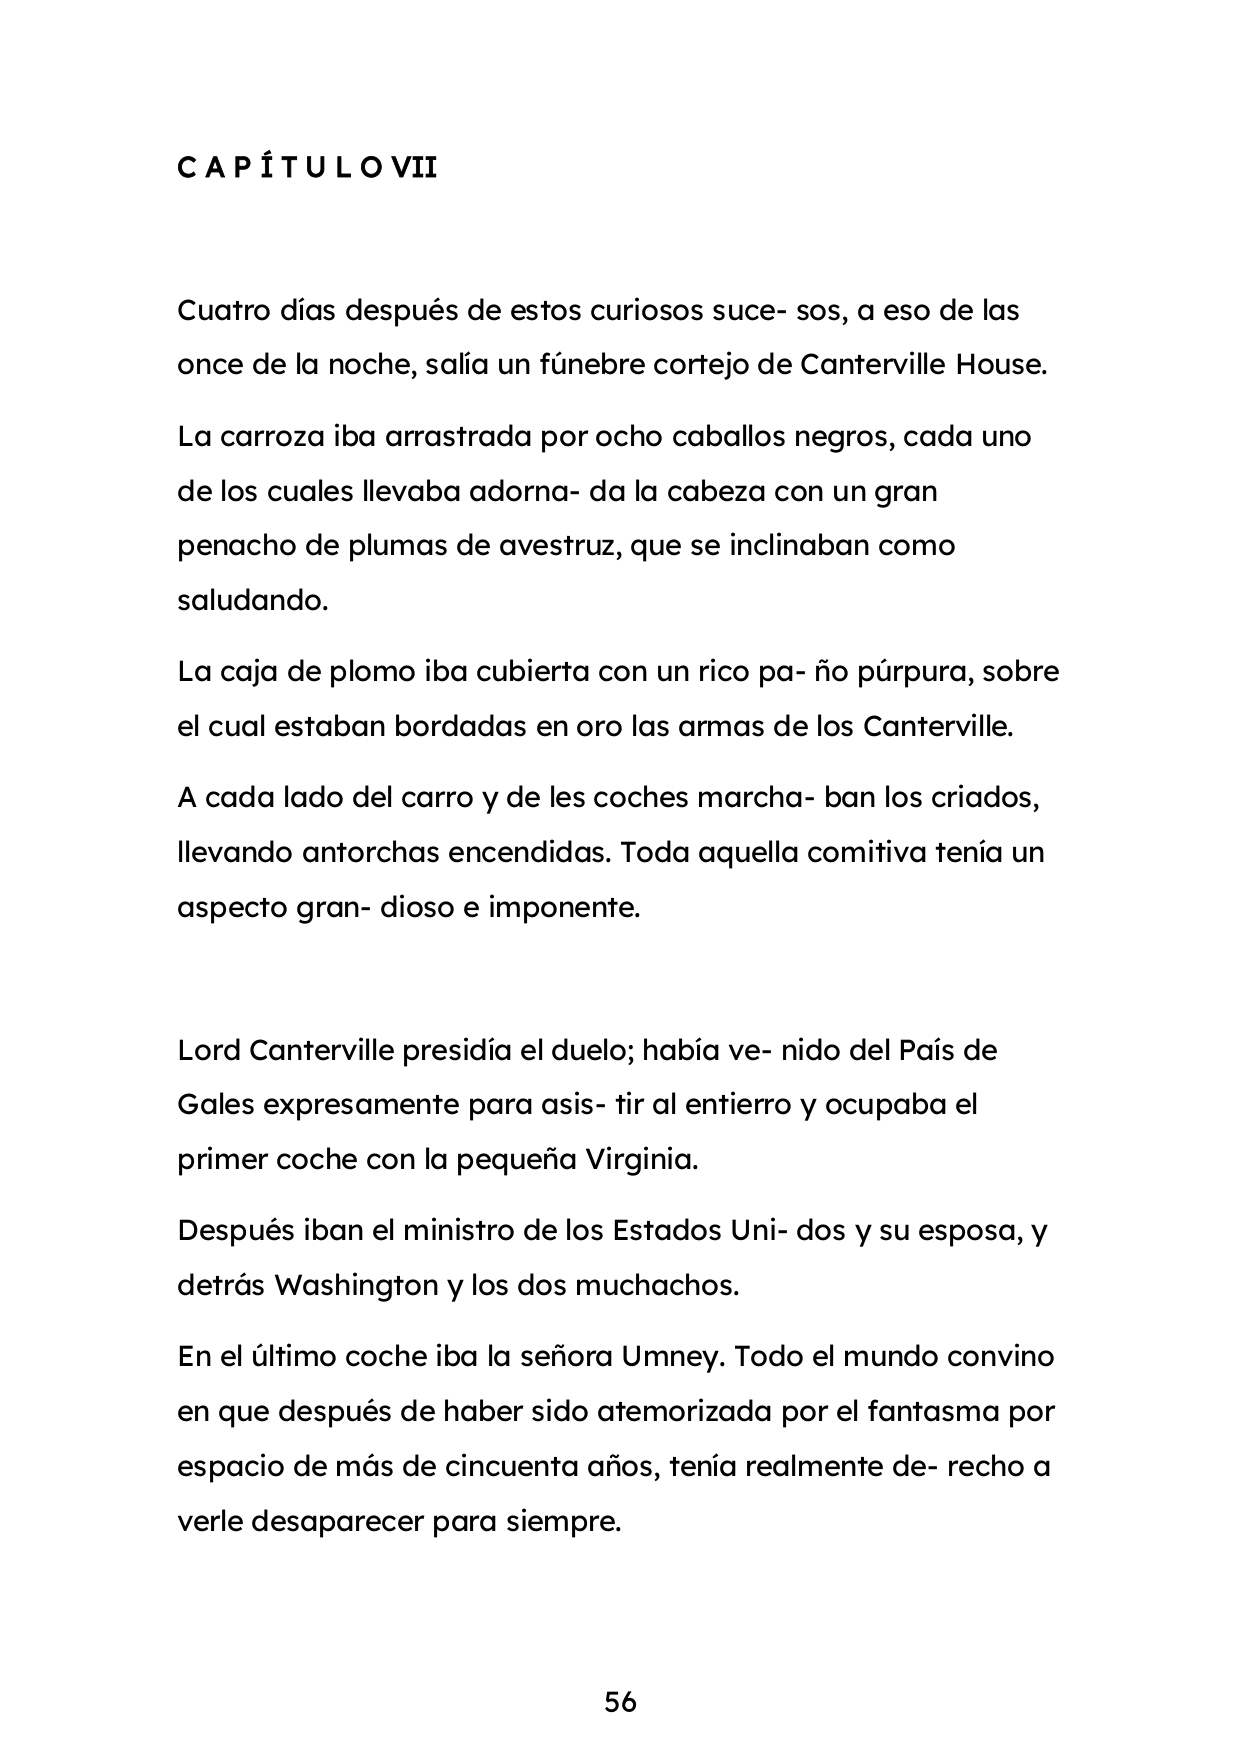 C A P Í T U L O VII
Cuatro días después de estos curiosos suce- sos, a eso de las
once de la noche, salía un fúnebre cortejo de Canterville House.
La carroza iba arrastrada por ocho caballos negros, cada uno
de los cuales llevaba adorna- da la cabeza con un gran
penacho de plumas de avestruz, que se inclinaban como
saludando.
La caja de plomo iba cubierta con un rico pa- ño púrpura, sobre
el cual estaban bordadas en oro las armas de los Canterville.
A cada lado del carro y de les coches marcha- ban los criados,
llevando antorchas encendidas. Toda aquella comitiva tenía un
aspecto gran- dioso e imponente.
Lord Canterville presidía el duelo; había ve- nido del País de
Gales expresamente para asis- tir al entierro y ocupaba el
primer coche con la pequeña Virginia.
Después iban el ministro de los Estados Uni- dos y su esposa, y
detrás Washington y los dos muchachos.
En el último coche iba la señora Umney. Todo el mundo convino
en que después de haber sido atemorizada por el fantasma por
espacio de más de cincuenta años, tenía realmente de- recho a
verle desaparecer para siempre.
56